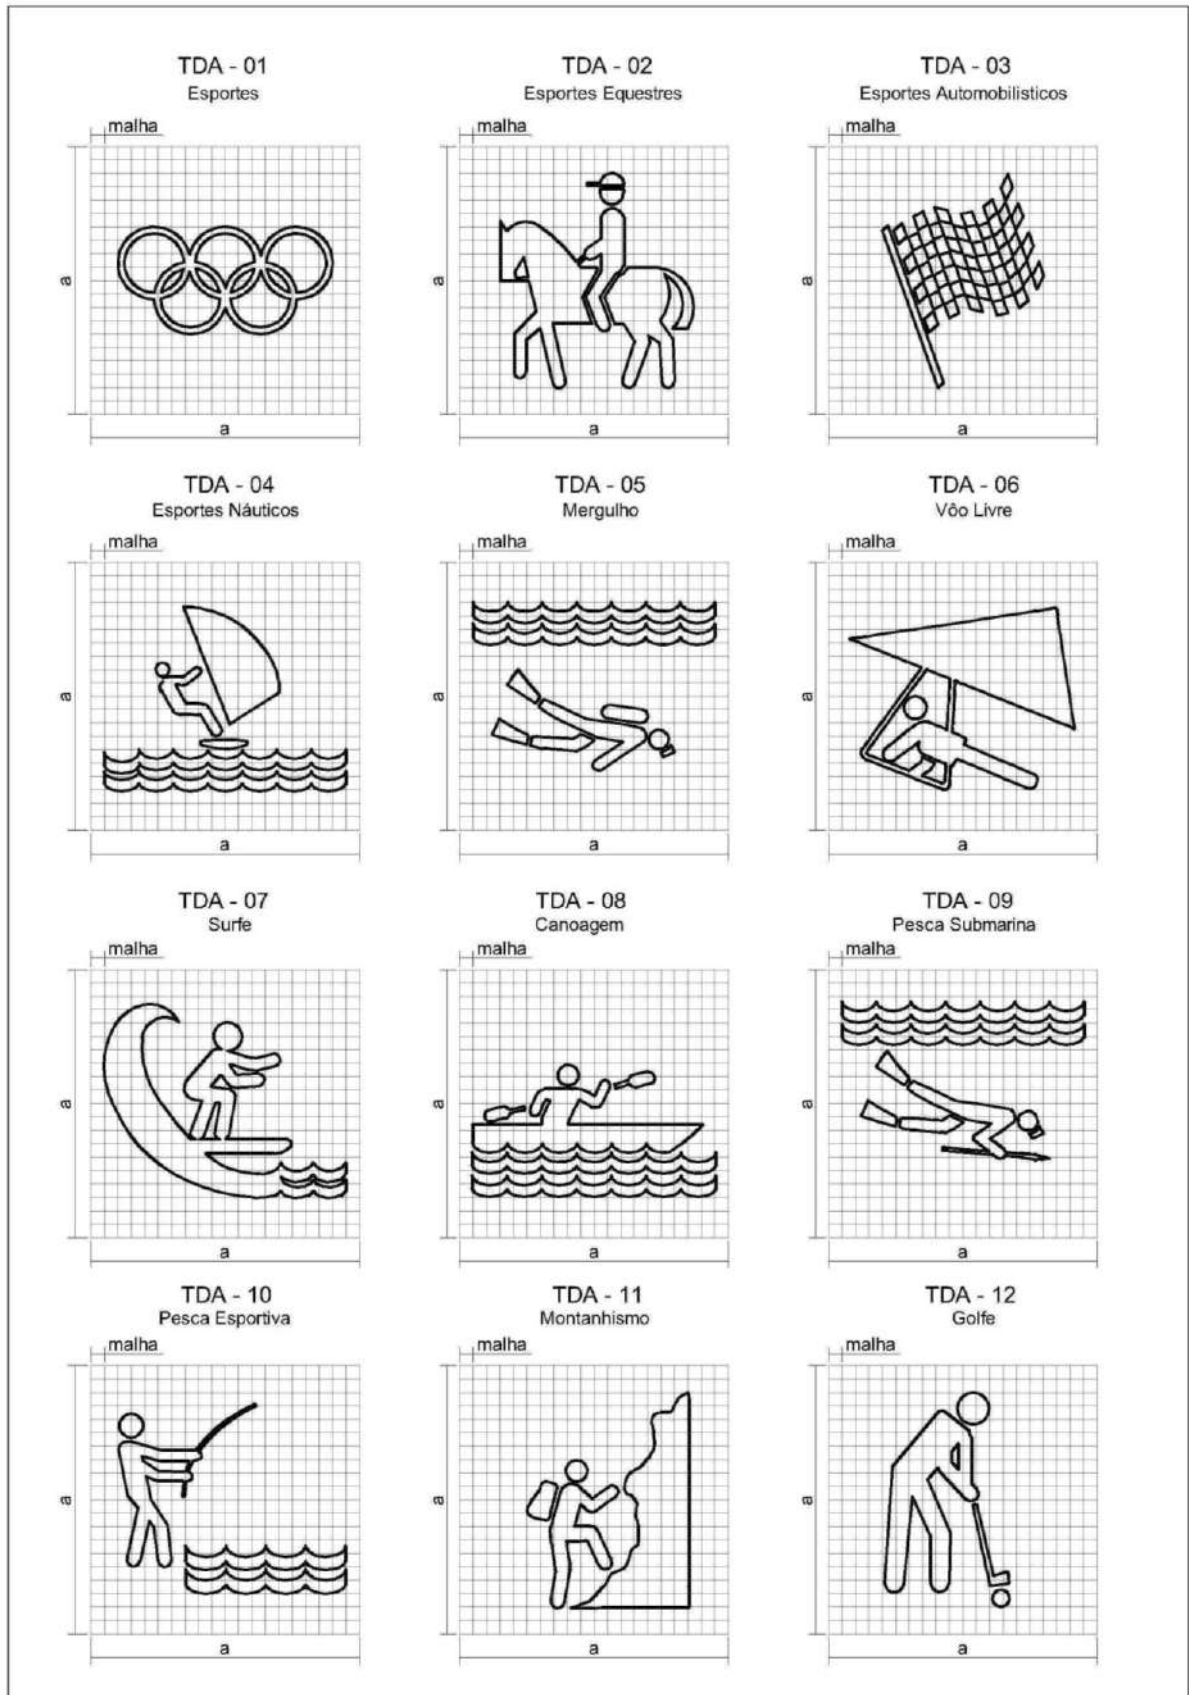 TDA - 01
Esportes
malha
a
a
TDA - 02
Esportes Equestres
malha
a
a
TDA - 03
Esportes Automobilisticos
malha
a
a
TDA - 04
Esportes Náuticos
malha
a
a
TDA - 05
Mergulho
malha
a
a
TDA - 06
Vôo Livre
malha
a
a
TDA - 07
Surfe
malha
a
a
TDA - 08
Canoagem
malha
a
a
TDA - 09
Pesca Submarina
malha
a
a
TDA - 10
Pesca Esportiva
malha
a
a
TDA - 11
Montanhismo
malha
a
a
TDA - 12
Golfe
malha
a
a